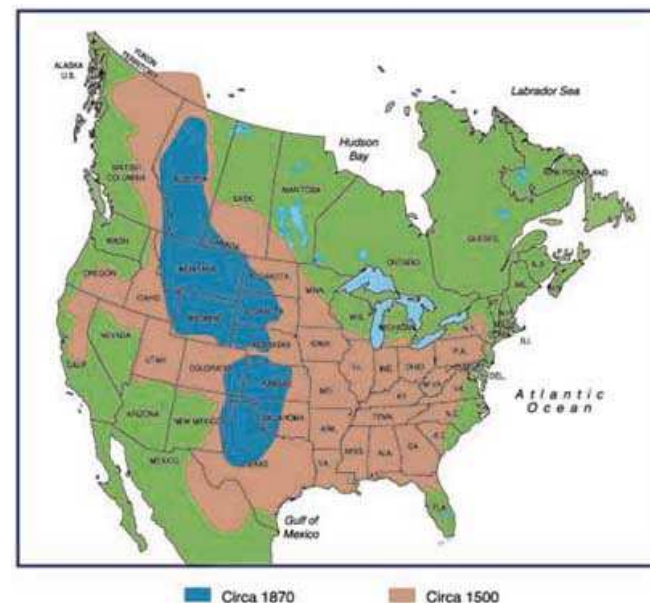 YUKON
TERRITORY
ALASKA
U.S.
Labrador Sea
Hudson
Bay
BRITISH
COLUMBIA
ALBERTA
SASK.
MANITOBA
ONTARIO
QUEBEC
NEWFOUNDLAND
WASH.
MONTANA
OREGON
IDAHO
MINN.
WIS.
MICHIGAN
N.Y.
ME.
N.B.
N.J.
NEVADA
UTAH
COLORADO
NEBRASKA
KANSAS
IOWA
ILL.
IND.
OHIO
PA.
W.VA.
VA.
DEL.
CALIF.
ARIZONA
NEW MEXICO
OKLAHOMA
MO.
KY.
TENN.
N.C.
S.C.
ARK.
MISS.
ALA.
GA.
LA.
TEXAS
FLA.
MEXICO
Atlantic
Ocean
Gulf of
Mexico
Circa 1870
Circa 1500